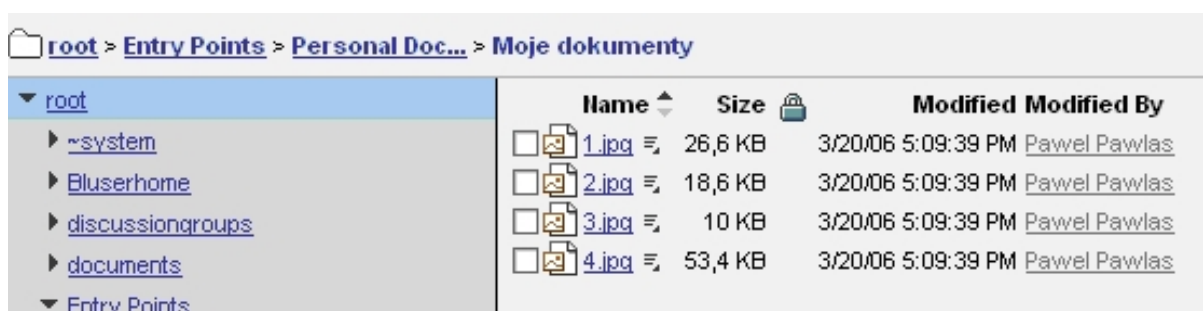 root > Entry Points > Personal Doc... > Moje dokumenty
root
~system
Bluserhome
discussiongroups
documents
Entry Points
Name Size Modified Modified By
1.jpg 26,6 KB 3/20/06 5:09:39 PM Pawel Pawlas
2.jpg 18,6 KB 3/20/06 5:09:39 PM Pawel Pawlas
3.jpg 10 KB 3/20/06 5:09:39 PM Pawel Pawlas
4.jpg 53,4 KB 3/20/06 5:09:39 PM Pawel Pawlas